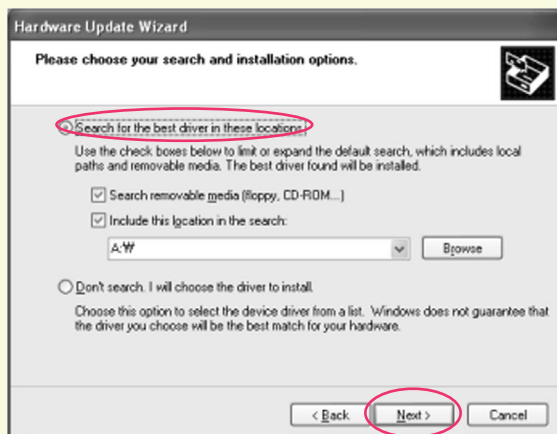 Hardware Update Wizard
Please choose your search and installation options.
Search for the best driver in these locations.
Use the check boxes below to limit or expand the default search, which includes local
paths and removable media. The best driver found will be installed.
Search removable media (floppy, CD-ROM...)
Include this location in the search:
A:₩
Browse
Don't search. I will choose the driver to install.
Choose this option to select the device driver from a list. Windows does not guarantee that
the driver you choose will be the best match for your hardware.
< Back
Next >
Cancel